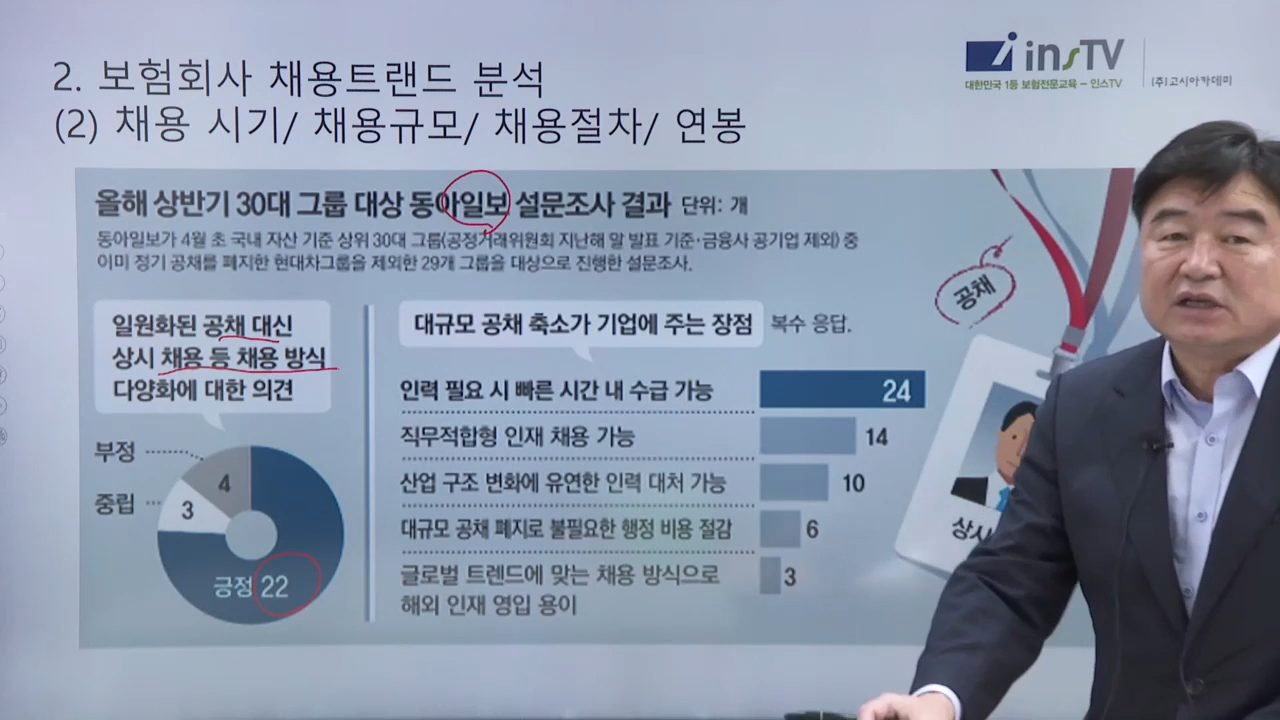 2. 보험회사 채용트랜드 분석
(2) 채용 시기/ 채용규모/ 채용절차/ 연봉
insTV
대한민국 1등 보험전문교육 – 인스TV
(주)고시아카데미
올해 상반기 30대 그룹 대상 동아일보 설문조사 결과 단위: 개
동아일보가 4월 초 국내 자산 기준 상위 30대 그룹(공정거래위원회 지난해 말 발표 기준·금융사 공기업 제외) 중
이미 정기 공채를 폐지한 현대차그룹을 제외한 29개 그룹을 대상으로 진행한 설문조사.
일원화된 공채 대신
상시 채용 등 채용 방식
다양화에 대한 의견
부정
4
중립
3
긍정 22
대규모 공채 축소가 기업에 주는 장점 복수 응답.
인력 필요 시 빠른 시간 내 수급 가능 24
직무적합형 인재 채용 가능 14
산업 구조 변화에 유연한 인력 대처 가능 10
대규모 공채 폐지로 불필요한 행정 비용 절감 6
글로벌 트렌드에 맞는 채용 방식으로 3
해외 인재 영입 용이
공채
상시